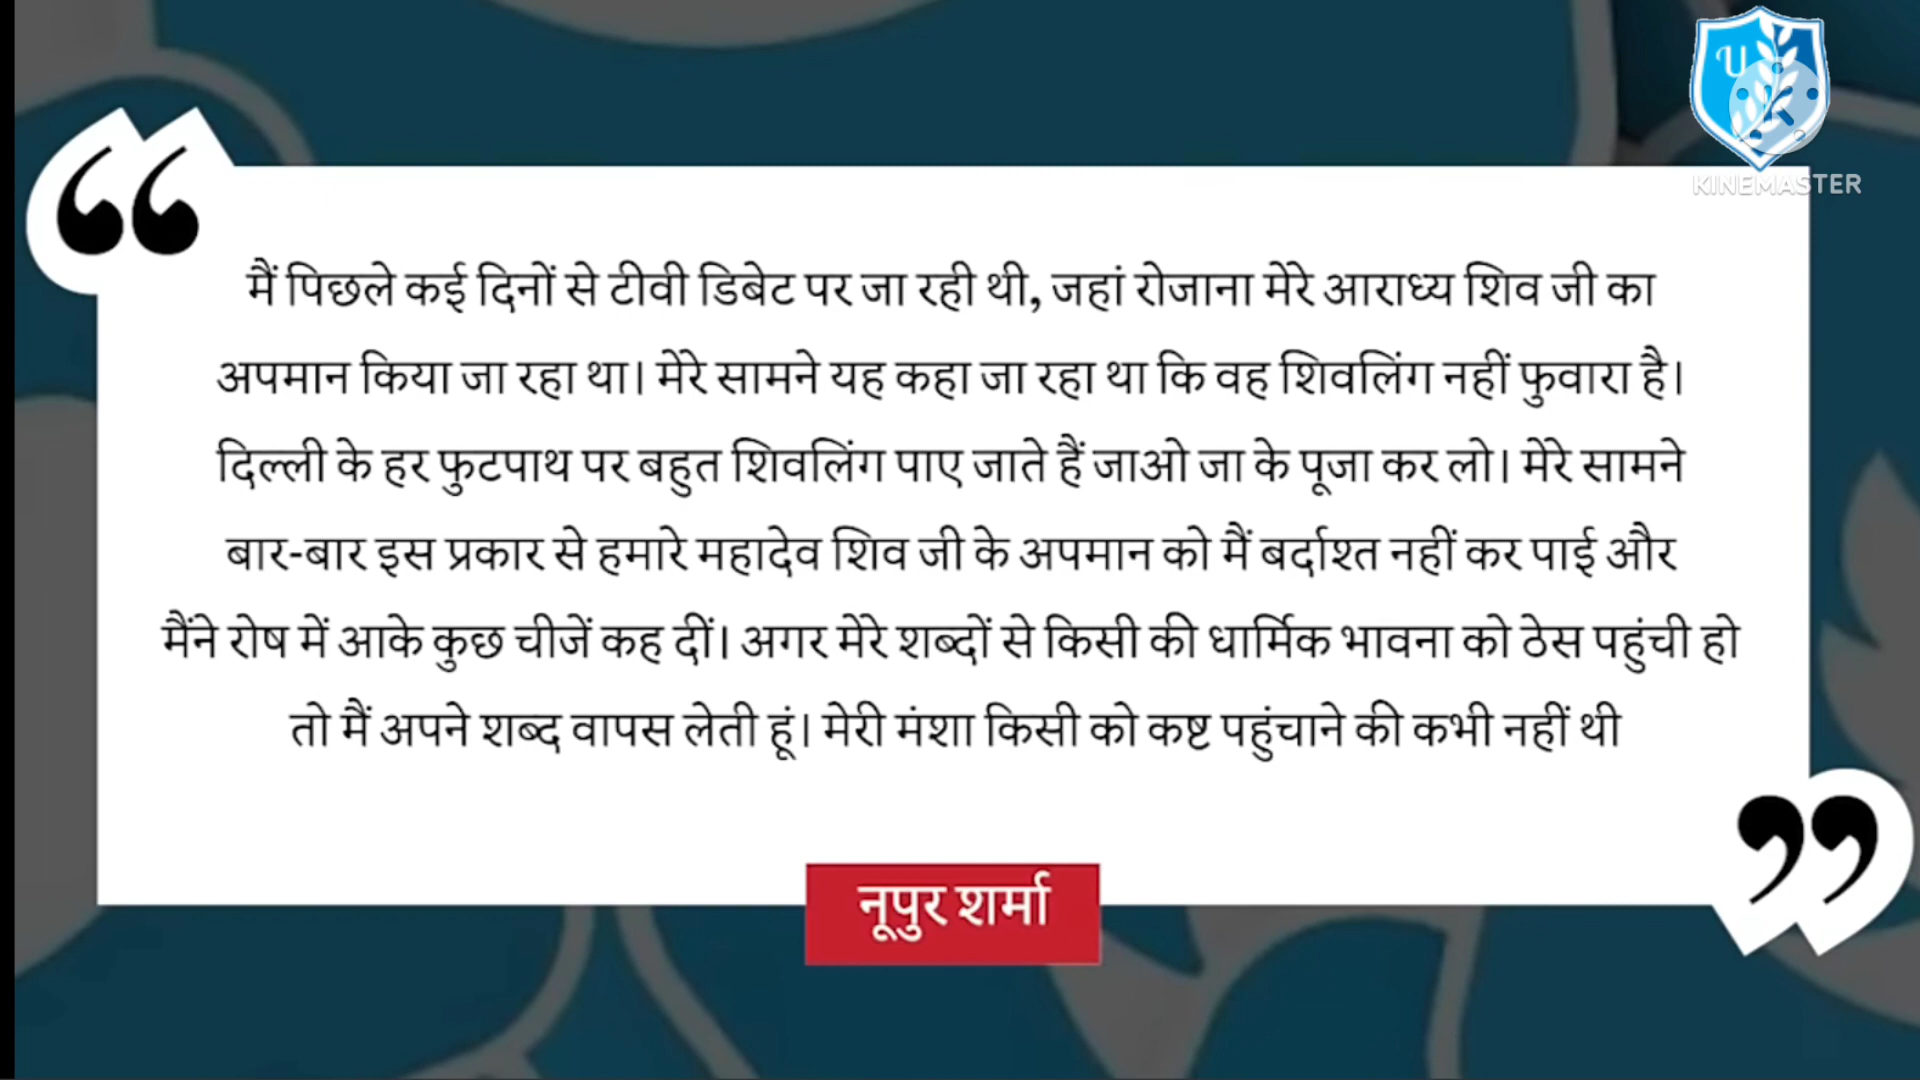 U
K
KINEMASTER
“
मैं पिछले कई दिनों से टीवी डिबेट पर जा रही थी, जहां रोजाना मेरे आराध्य शिव जी का
अपमान किया जा रहा था। मेरे सामने यह कहा जा रहा था कि वह शिवलिंग नहीं फुवारा है।
दिल्ली के हर फुटपाथ पर बहुत शिवलिंग पाए जाते हैं जाओ जा के पूजा कर लो। मेरे सामने
बार-बार इस प्रकार से हमारे महादेव शिव जी के अपमान को मैं बर्दाश्त नहीं कर पाई और
मैंने रोष में आके कुछ चीजें कह दीं। अगर मेरे शब्दों से किसी की धार्मिक भावना को ठेस पहुंची हो
तो मैं अपने शब्द वापस लेती हूं। मेरी मंशा किसी को कष्ट पहुंचाने की कभी नहीं थी
”
नूपुर शर्मा